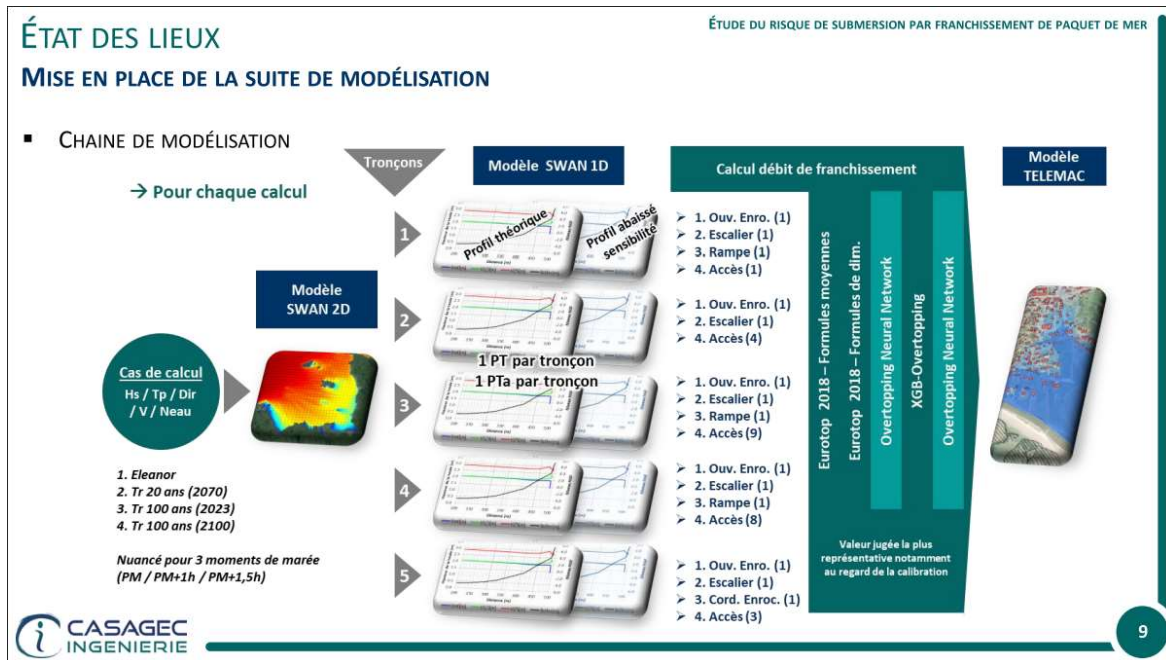 ÉTUDE DU RISQUE DE SUBMERSION PAR FRANCHISSEMENT DE PAQUET DE MER
ÉTAT DES LIEUX
MISE EN PLACE DE LA SUITE DE MODÉLISATION
▪ CHAINE DE MODÉLISATION
→ Pour chaque calcul
Cas de calcul
Hs / Tp / Dir
/ V / Neau
1. Eleanor
2. Tr 20 ans (2070)
3. Tr 100 ans (2023)
4. Tr 100 ans (2100)
Nuancé pour 3 moments de marée
(PM / PM+1h / PM+1,5h)
Modèle
SWAN 2D
Tronçons
Modèle SWAN 1D
1
Profil théorique
Profil abaissé
sensibilité
2
1 PT par tronçon
1 PTa par tronçon
3
4
5
Calcul débit de franchissement
➢ 1. Ouv. Enro. (1)
➢ 2. Escalier (1)
➢ 3. Rampe (1)
➢ 4. Accès (1)
➢ 1. Ouv. Enro. (1)
➢ 2. Escalier (1)
➢ 4. Accès (4)
➢ 1. Ouv. Enro. (1)
➢ 2. Escalier (1)
➢ 3. Rampe (1)
➢ 4. Accès (9)
➢ 1. Ouv. Enro. (1)
➢ 2. Escalier (1)
➢ 3. Rampe (1)
➢ 4. Accès (8)
➢ 1. Ouv. Enro. (1)
➢ 2. Escalier (1)
➢ 3. Cord. Enroc. (1)
➢ 4. Accès (3)
Eurotop 2018 – Formules moyennes
Eurotop 2018 – Formules de dim.
Overtopping Neural Network
XGB-Overtopping
Overtopping Neural Network
Valeur jugée la plus
représentative notamment
au regard de la calibration
Modèle
TELEMAC
CASAGEC
INGENIERIE
9